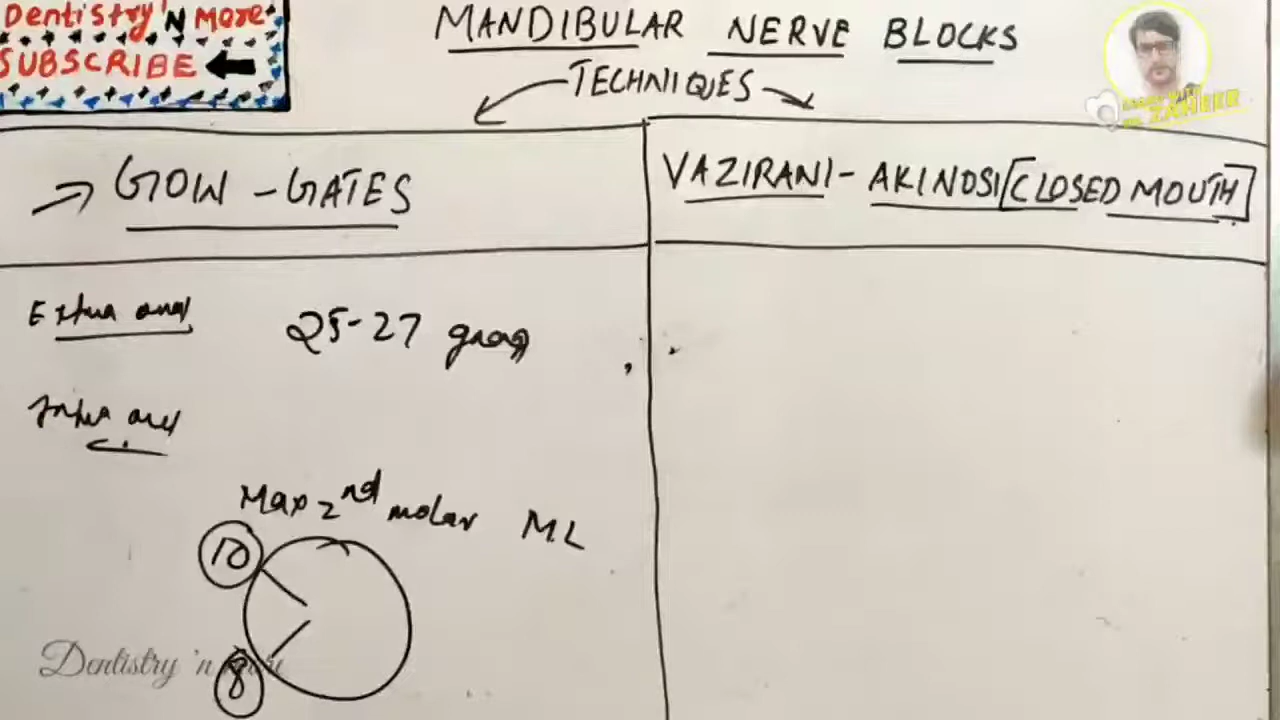 Dentistry 'N More
SUBSCRIBE
MANDIBULAR NERVE BLOCKS
TECHNIQUES
ZAHEER
GOW - GATES
VAZIRANI - AKINOSI [CLOSED MOUTH]
Extra oral
25-27
Intra oral
Max 2nd molar ML
10
8
Dentistry 'n